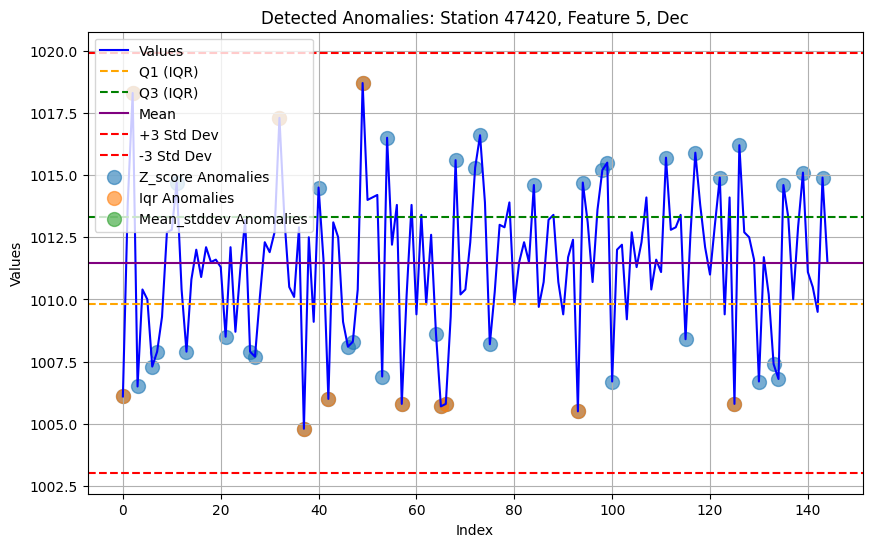 Detected Anomalies: Station 47420, Feature 5, Dec
Values
Q1 (IQR)
Q3 (IQR)
Mean
+3 Std Dev
-3 Std Dev
Z_score Anomalies
Iqr Anomalies
Mean_stddev Anomalies
1020.0
1017.5
1015.0
1012.5
1010.0
1007.5
1005.0
1002.5
Values
0
20
40
60
80
100
120
140
Index